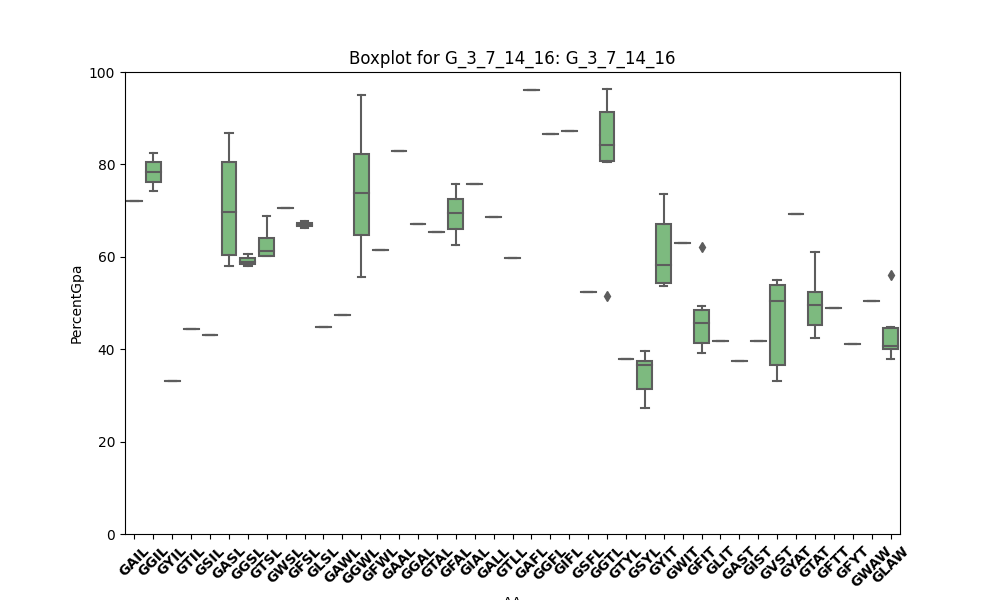 Boxplot for G_3_7_14_16: G_3_7_14_16
PercentGpa
100
80
60
40
20
0
GAIL GGIL GYIL GTIL GSIL GASL GGSL GTSL GWSL GFSL GLSL GAWL GGWL GFWL GAAL GGAL GTAL GFAL GIAL GALL GTLL GAFL GGFL GIFL GSFL GGTL GTYL GSYL GYIT GWIT GFIT GLIT GAST GIST GVST GYAT GTAT GFTT GFYT GWAW GLAW